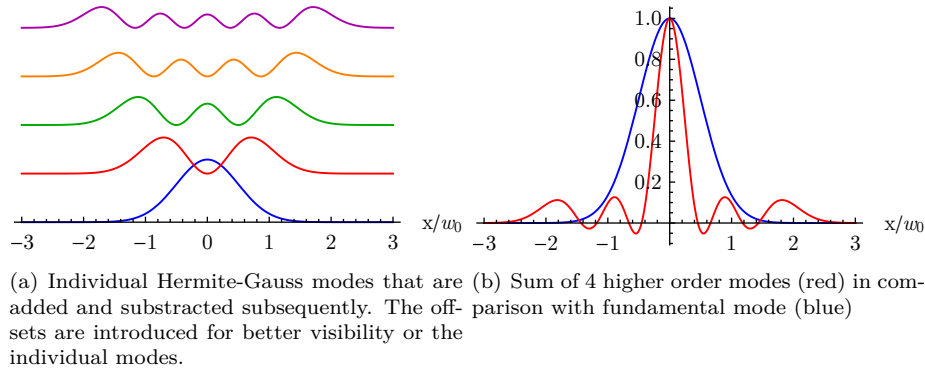 −3 −2 −1 0 1 2 3 x/w0
1.0
0.8
0.6
0.4
0.2
−3 −2 −1 1 2 3 x/w0
(a) Individual Hermite-Gauss modes that are
added and substracted subsequently. The off-
sets are introduced for better visibility or the
individual modes.
(b) Sum of 4 higher order modes (red) in com-
parison with fundamental mode (blue)